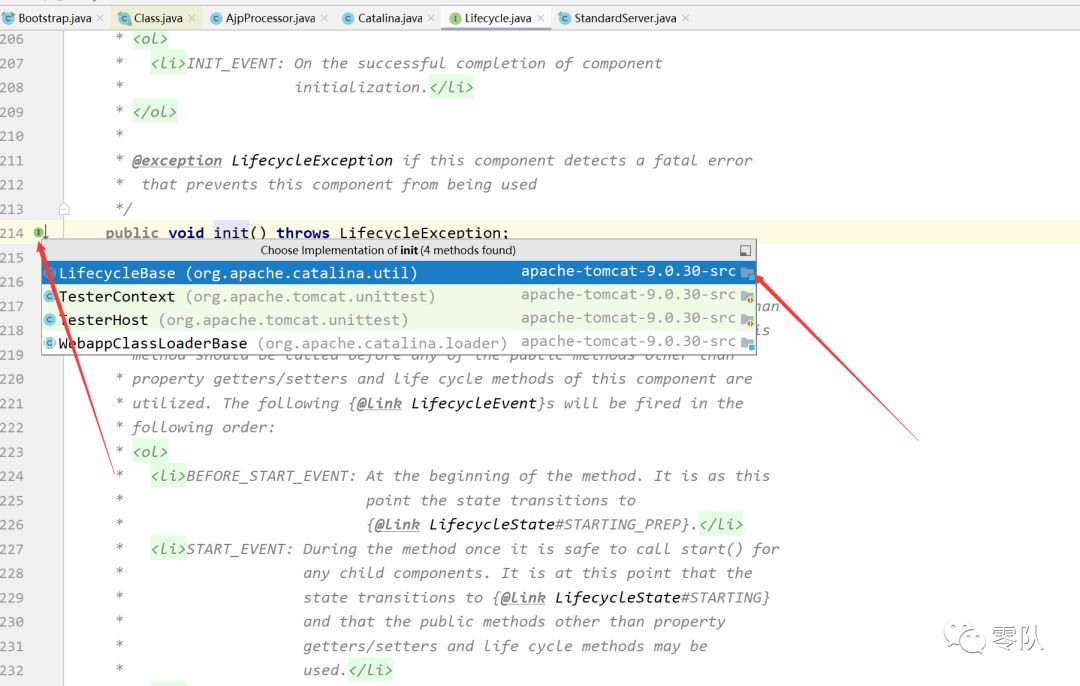 Bootstrap.java Class.java AjpProcessor.java Catalina.java Lifecycle.java StandardServer.java
206 * <ol>
207 * <li>INIT_EVENT: On the successful completion of component
208 * initialization.</li>
209 * </ol>
210 *
211 * @exception LifecycleException if this component detects a fatal error
212 * that prevents this component from being used
213 */
214 public void init() throws LifecycleException;
Choose Implementation of init (4 methods found)
215
LifecycleBase (org.apache.catalina.util) apache-tomcat-9.0.30-src
216
TesterContext (org.apache.tomcat.unittest) apache-tomcat-9.0.30-src
217
TesterHost (org.apache.tomcat.unittest) apache-tomcat-9.0.30-src
218
WebappClassLoaderBase (org.apache.catalina.loader) apache-tomcat-9.0.30-src
219 method should be called before any of the public methods other than
220 * property getters/setters and life cycle methods of this component are
221 * utilized. The following {@link LifecycleEvent}s will be fired in the
222 * following order:
223 * <ol>
224 * <li>BEFORE_START_EVENT: At the beginning of the method. It is as this
225 * point the state transitions to
226 * {@link LifecycleState#STARTING_PREP}.</li>
227 * <li>START_EVENT: During the method once it is safe to call start() for
228 * any child components. It is at this point that the
229 * state transitions to {@link LifecycleState#STARTING}
230 * and that the public methods other than property
231 * getters/setters and life cycle methods may be
232 * used.</li>
零队